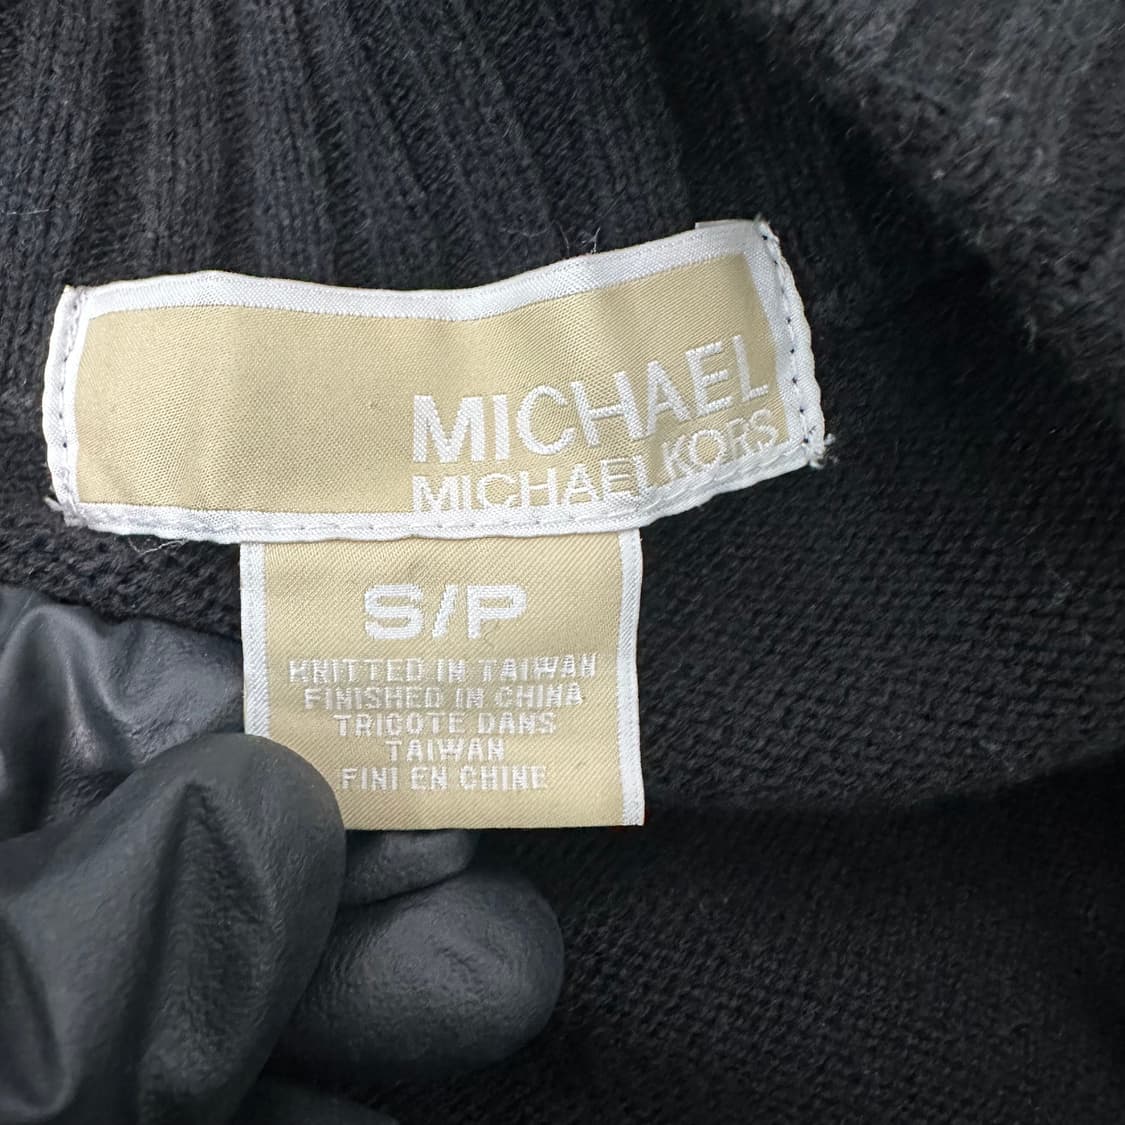 MICHAEL
MICHAEL KORS
S/P
KNITTED IN TAIWAN
FINISHED IN CHINA
TRICOTE DANS
TAIWAN
FINI EN CHINE